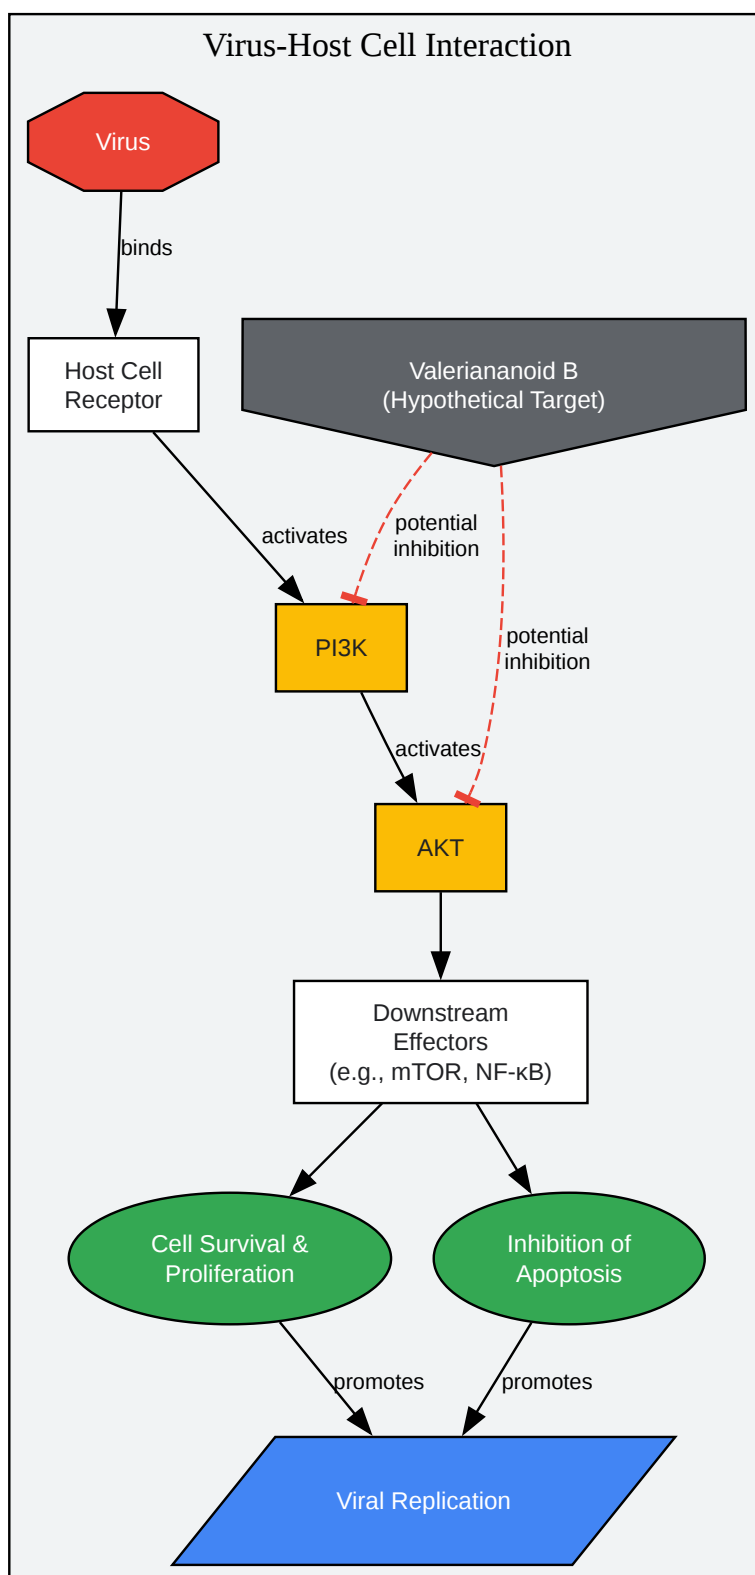 Virus-Host Cell Interaction
Virus
binds
Host Cell
Receptor
Valeriananoid B
(Hypothetical Target)
activates
potential
inhibition
PI3K
potential
inhibition
activates
AKT
Downstream
Effectors
(e.g., mTOR, NF-κB)
Cell Survival &
Proliferation
Inhibition of
Apoptosis
promotes
promotes
Viral Replication